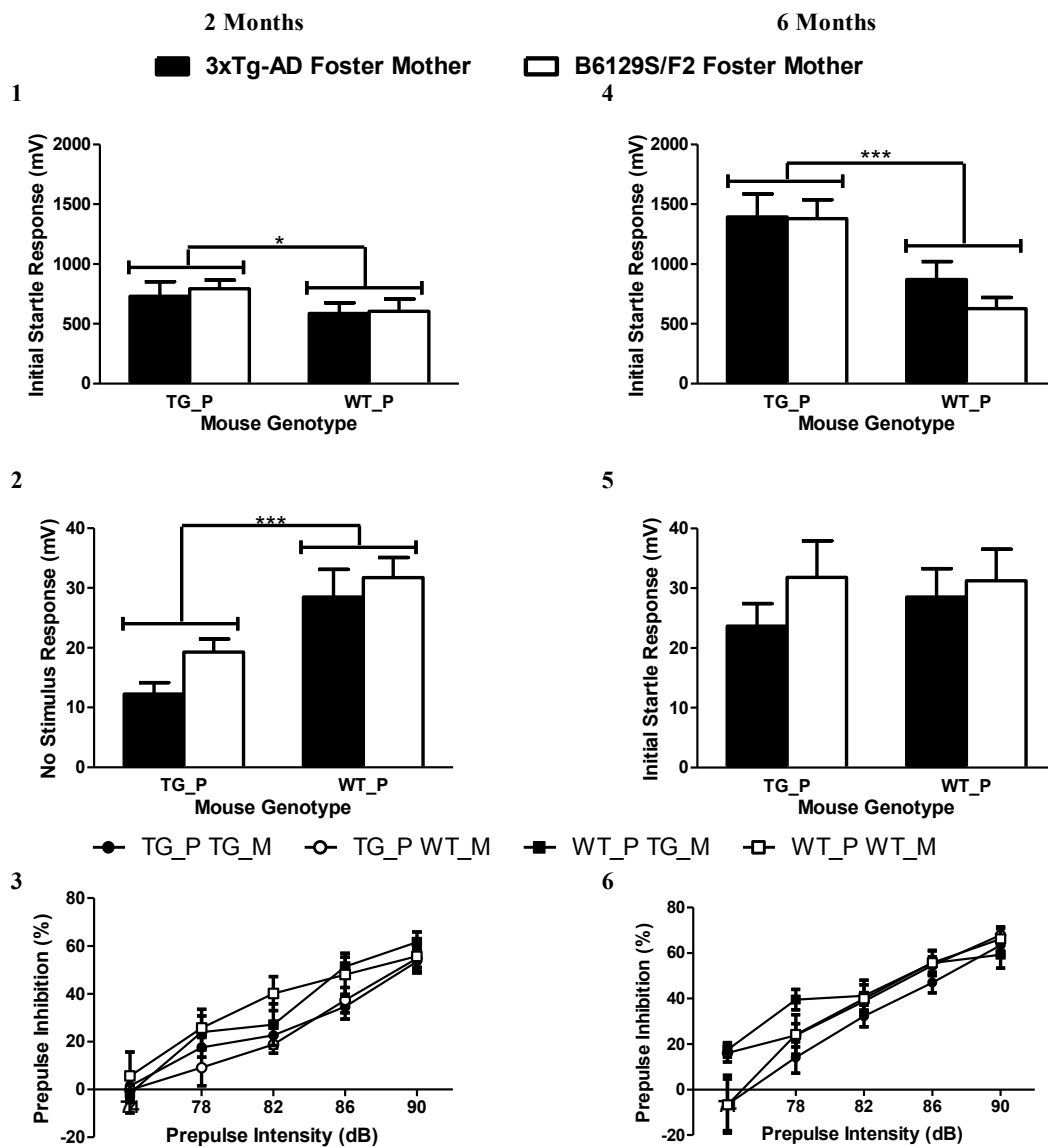 2 Months 6 Months
3xTg-AD Foster Mother B6129S/F2 Foster Mother
1
Initial Startle Response (mV)
2000
1500
1000
500
0
*
TG_P WT_P
Mouse Genotype
4
Initial Startle Response (mV)
2000
1500
1000
500
0
***
TG_P WT_P
Mouse Genotype
2
No Stimulus Response (mV)
40
30
20
10
0
***
TG_P WT_P
Mouse Genotype
5
Initial Startle Response (mV)
40
30
20
10
0
TG_P WT_P
Mouse Genotype
TG_P TG_M TG_P WT_M WT_P TG_M WT_P WT_M
3
Prepulse Inhibition (%)
80
60
40
20
0
-20
78 82 86 90
Prepulse Intensity (dB)
6
Prepulse Inhibition (%)
80
60
40
20
0
-20
78 82 86 90
Prepulse Intensity (dB)